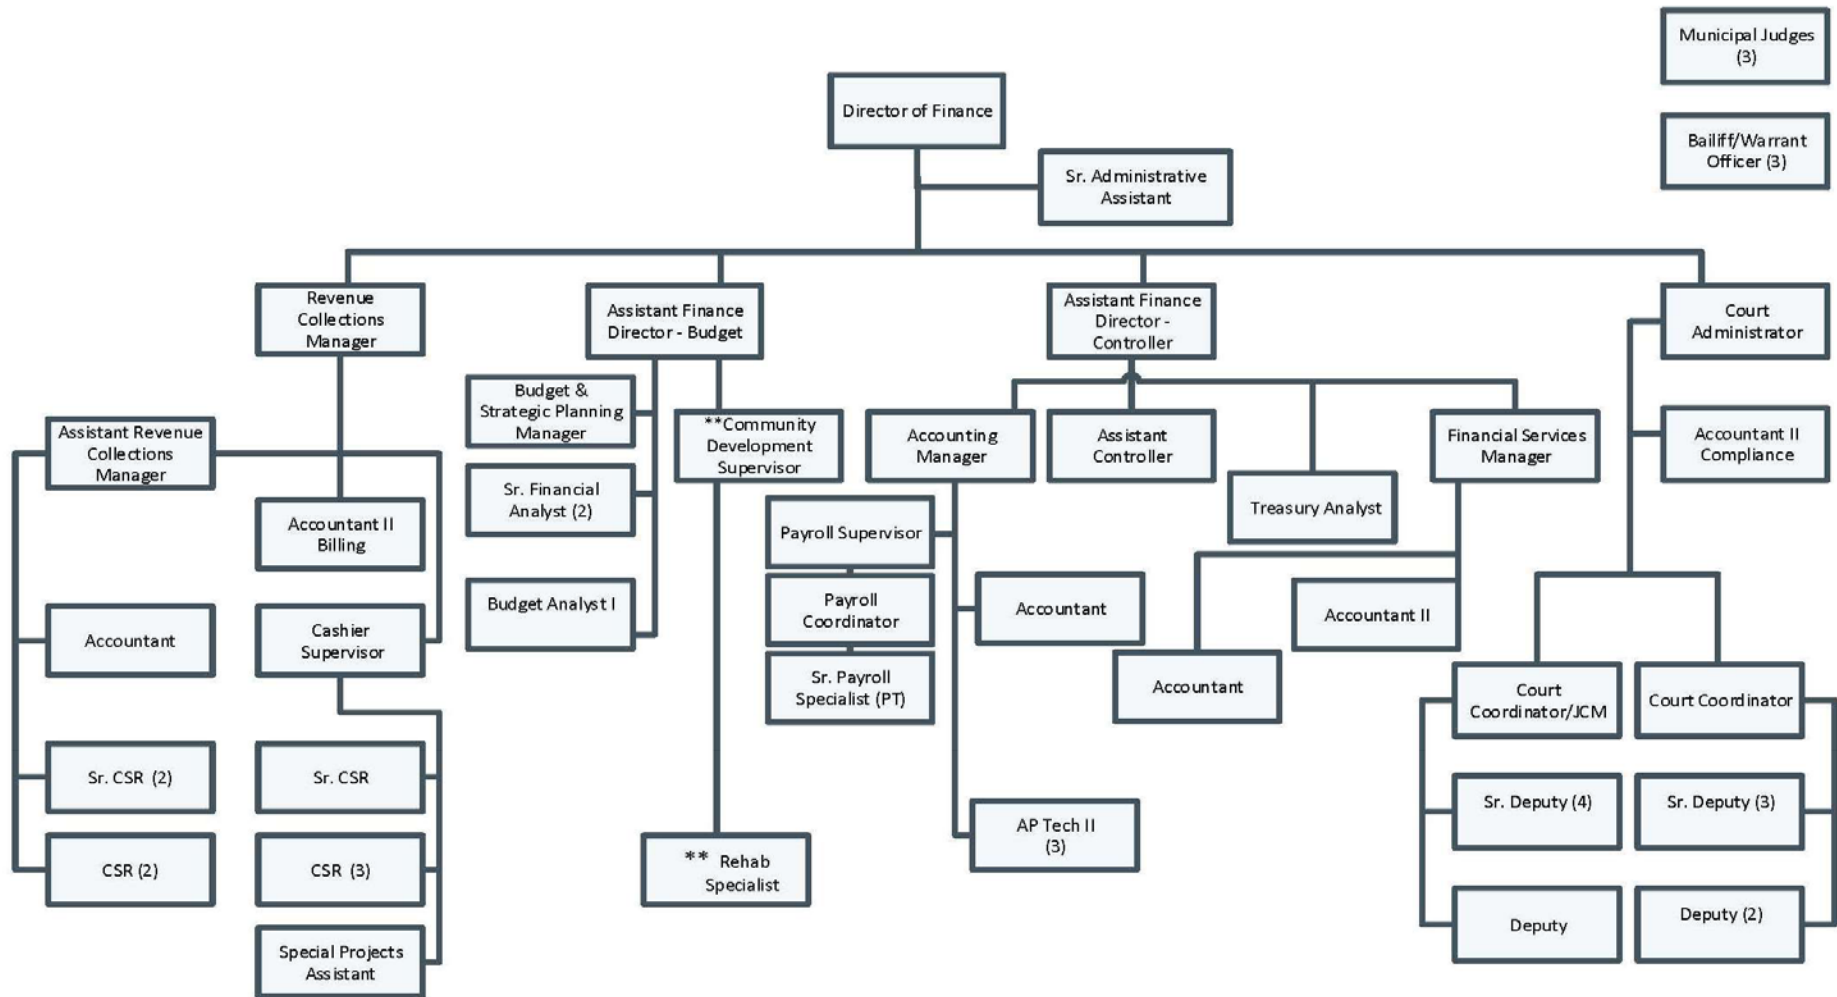 Municipal Judges
(3)
Director of Finance
Bailiff/Warrant
Officer (3)
Sr. Administrative
Assistant
Revenue
Collections
Manager
Assistant Finance
Director - Budget
Assistant Finance
Director -
Controller
Court
Administrator
Budget &
Strategic Planning
Manager
Assistant Revenue
Collections
Manager
**Community
Development
Supervisor
Accounting
Manager
Assistant
Controller
Financial Services
Manager
Accountant II
Compliance
Sr. Financial
Analyst (2)
Treasury Analyst
Accountant II
Billing
Payroll Supervisor
Budget Analyst I
Payroll
Coordinator
Accountant
Accountant II
Accountant
Cashier
Supervisor
Sr. Payroll
Specialist (PT)
Accountant
Court
Coordinator/JCM
Court Coordinator
Sr. CSR (2)
Sr. CSR
Sr. Deputy (4)
Sr. Deputy (3)
AP Tech II
(3)
CSR (2)
CSR (3)
** Rehab
Specialist
Deputy
Deputy (2)
Special Projects
Assistant